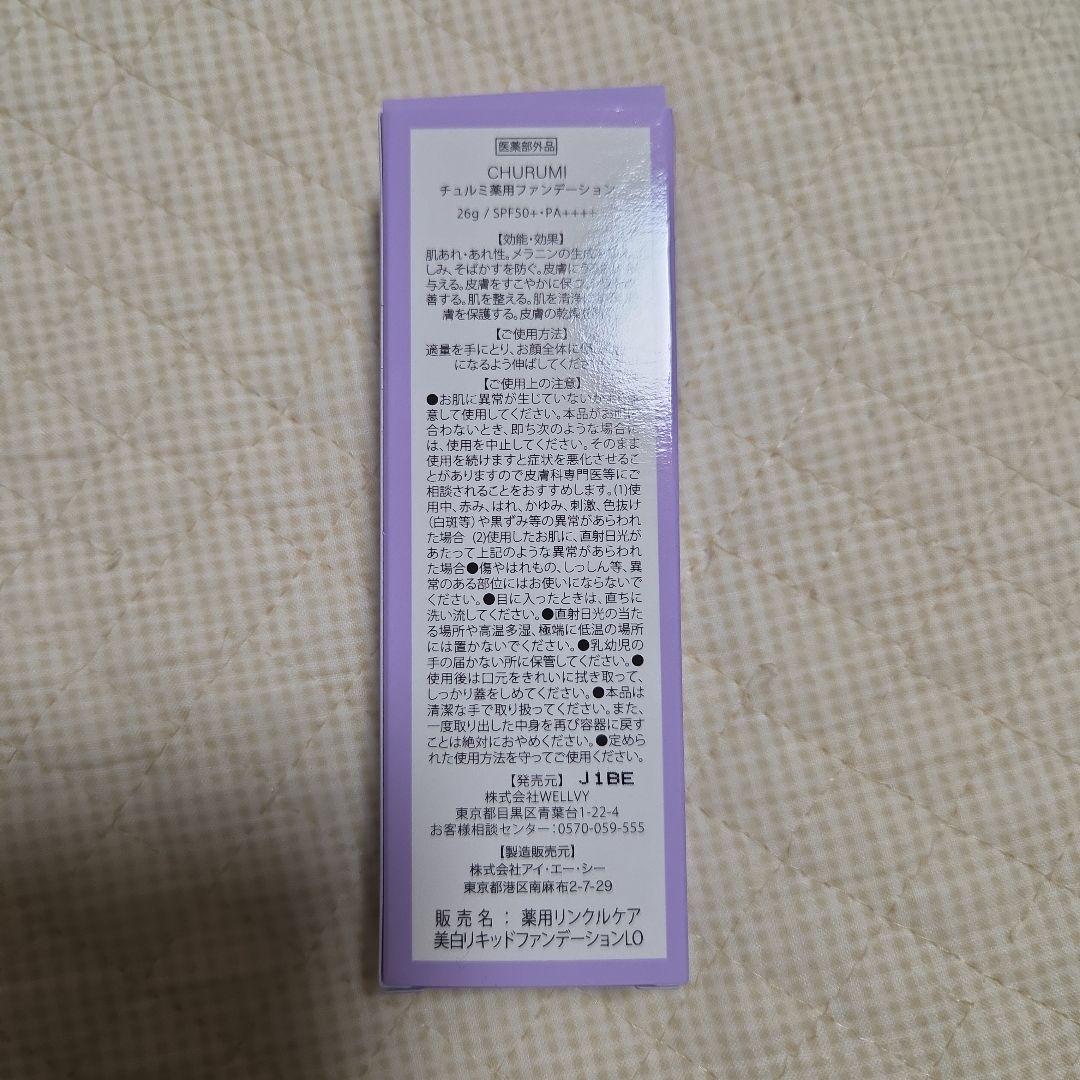 医薬部外品
CHURUMI
チュルミ薬用ファンデーション
26g / SPF50+・PA++++
【効能・効果】
肌あれ・あれ性。メラニンの生成
しみ、そばかすを防ぐ。皮膚にう
与える。皮膚をすこやかに保つ。
善する。肌を整える。肌を清浄に
膚を保護する。皮膚の乾燥
【ご使用方法】
適量を手にとり、お顔全体に
になるよう伸ばしてくださ
【ご使用上の注意】
●お肌に異常が生じていないか
意して使用してください。本品がお肌に
合わないとき、即ち次のような場合に
は、使用を中止してください。そのまま
使用を続けますと症状を悪化させるこ
とがありますので皮膚科専門医等にご
相談されることをおすすめします。(1)使
用中、赤み、はれ、かゆみ、刺激、色抜け
(白斑等)や黒ずみ等の異常があらわれ
た場合 (2)使用したお肌に、直射日光が
あたって上記のような異常があらわれ
た場合●傷やはれもの、しっしん等、異
常のある部位にはお使いにならないで
ください。●目に入ったときは、直ちに
洗い流してください。●直射日光の当た
る場所や高温多湿、極端に低温の場所
には置かないでください。●乳幼児の
手の届かない所に保管してください。●
使用後は口元をきれいに拭き取って、
しっかり蓋をしめてください。●本品は
清潔な手で取り扱ってください。また、
一度取り出した中身を再び容器に戻す
ことは絶対におやめください。●定めら
れた使用方法を守ってご使用ください。
【発売元】 J1BE
株式会社WELLVY
東京都目黒区青葉台1-22-4
お客様相談センター:0570-059-555
【製造販売元】
株式会社アイ・エー・シー
東京都港区南麻布2-7-29
販売名:薬用リンクルケア
美白リキッドファンデーションLO